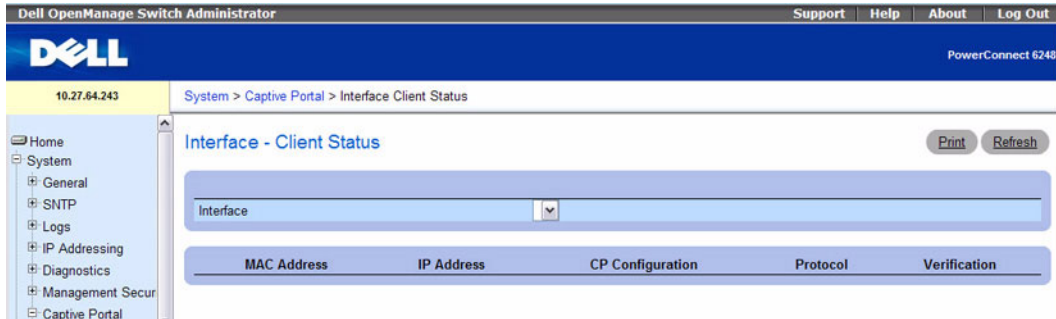 Dell OpenManage Switch Administrator
Support Help About Log Out
DELL
PowerConnect 6248
10.27.64.243
System > Captive Portal > Interface Client Status
Home
System
General
SNTP
Logs
IP Addressing
Diagnostics
Management Secur
Captive Portal
Interface - Client Status
Print Refresh
Interface
MAC Address IP Address CP Configuration Protocol Verification